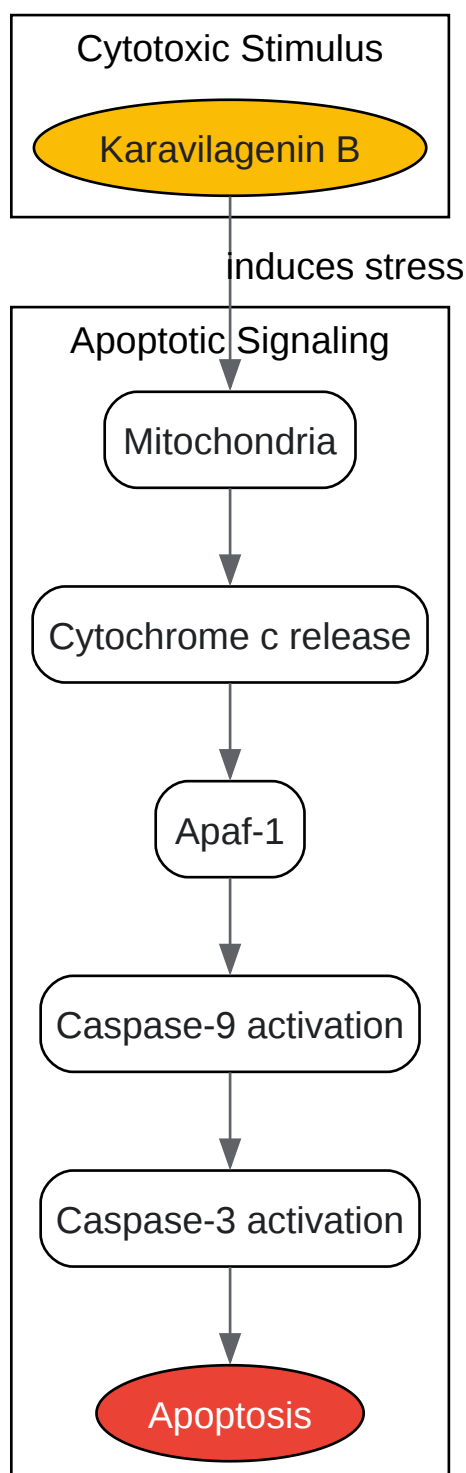 Cytotoxic Stimulus
Karavilagenin B
induces stress
Apoptotic Signaling
Mitochondria
Cytochrome c release
Apaf-1
Caspase-9 activation
Caspase-3 activation
Apoptosis